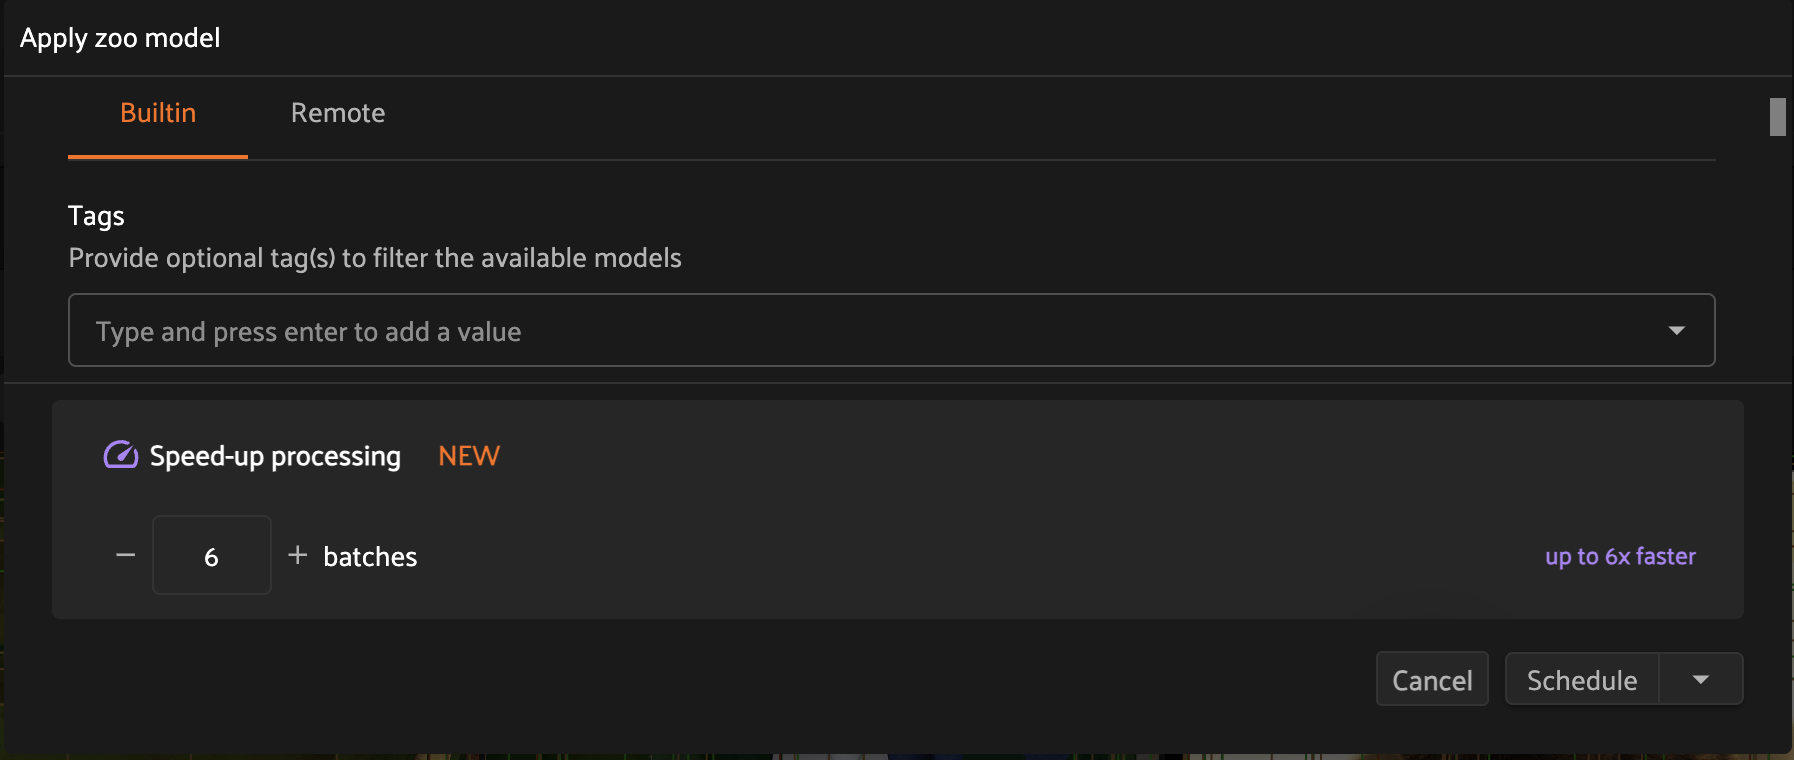 Apply zoo model
Builtin Remote
Tags
Provide optional tag(s) to filter the available models
Type and press enter to add a value
Speed-up processing NEW
− 6 + batches up to 6x faster
Cancel Schedule